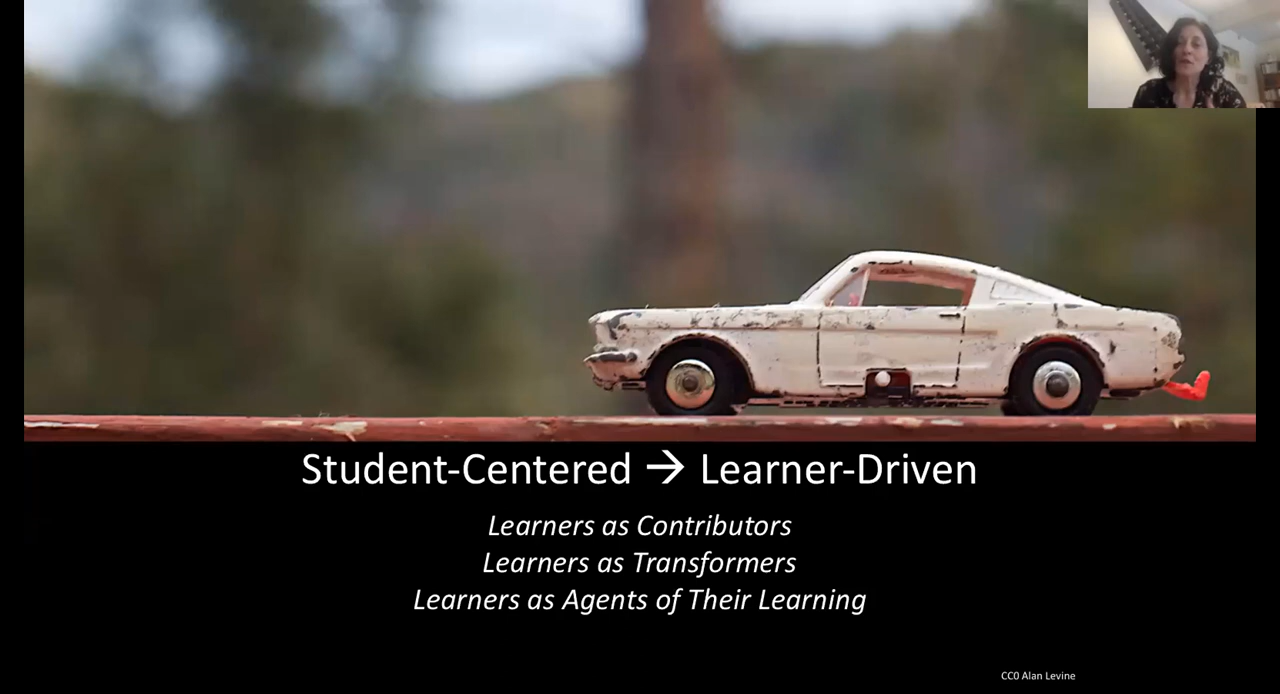 Student-Centered → Learner-Driven
Learners as Contributors
Learners as Transformers
Learners as Agents of Their Learning
CC0 Alan Levine